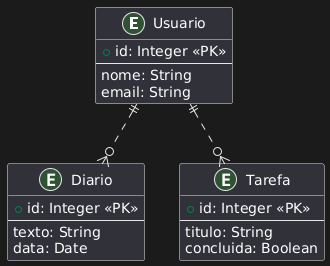 E Usuario
id: Integer «PK»
nome: String
email: String
E Diario
id: Integer «PK»
texto: String
data: Date
E Tarefa
id: Integer «PK»
titulo: String
concluida: Boolean